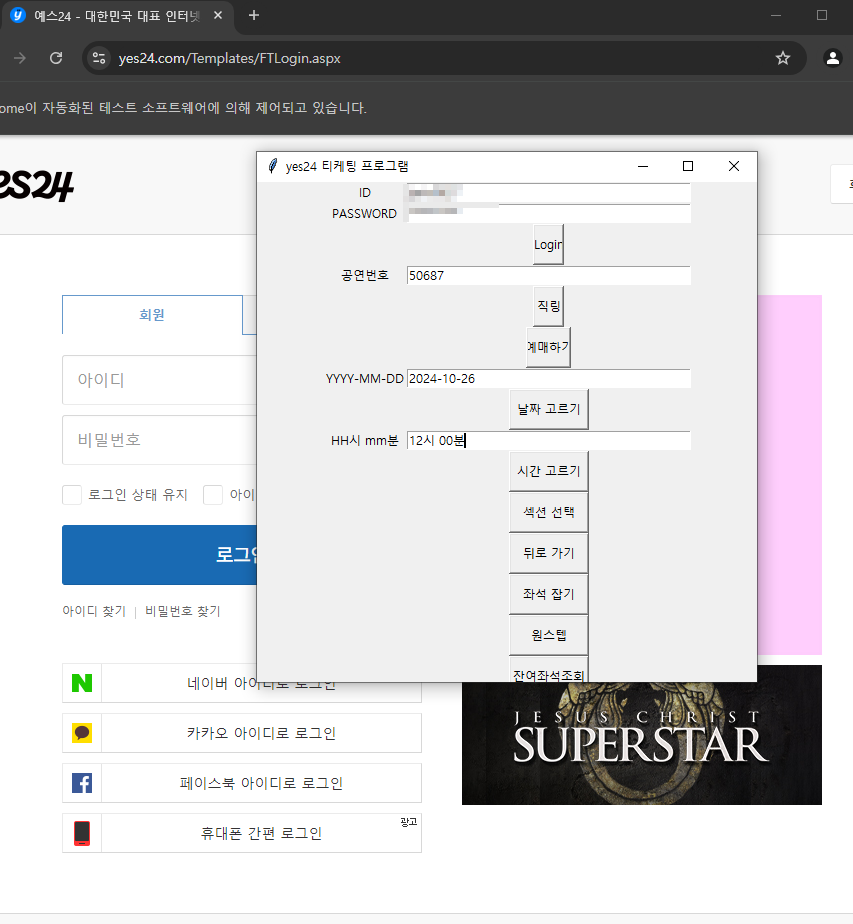 예스24 - 대한민국 대표 인터넷
yes24.com/Templates/FTLogin.aspx
ome이 자동화된 테스트 소프트웨어에 의해 제어되고 있습니다.
es24
yes24 티케팅 프로그램
ID
PASSWORD
Login
공연번호 50687
직링
예매하기
YYYY-MM-DD 2024-10-26
날짜 고르기
HH시 mm분 12시 00분
시간 고르기
섹션 선택
뒤로 가기
좌석 잡기
원스텝
잔여좌석조회
회원
아이디
비밀번호
로그인 상태 유지 아이
로그인
아이디 찾기 | 비밀번호 찾기
네이버 아이디로 로그인
카카오 아이디로 로그인
페이스북 아이디로 로그인
휴대폰 간편 로그인
광고
JESUS CHRIST
SUPERSTAR